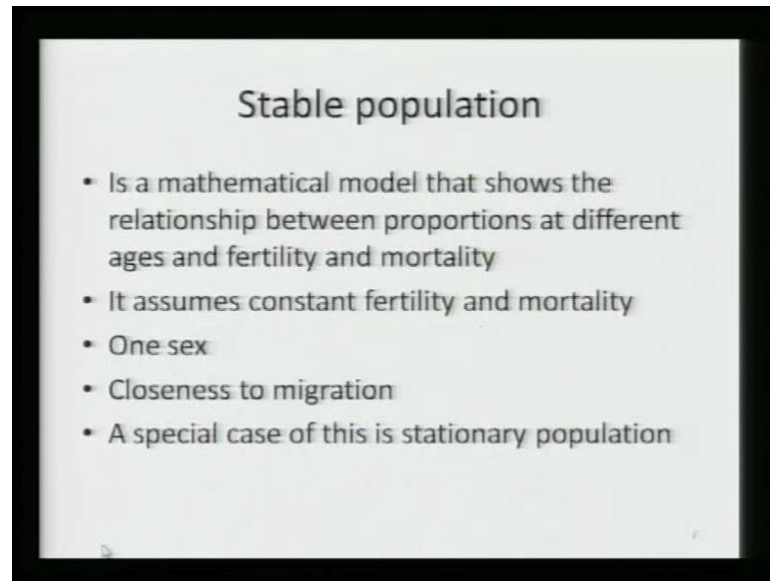 Stable population
• Is a mathematical model that shows the
relationship between proportions at different
ages and fertility and mortality
• It assumes constant fertility and mortality
• One sex
• Closeness to migration
• A special case of this is stationary population